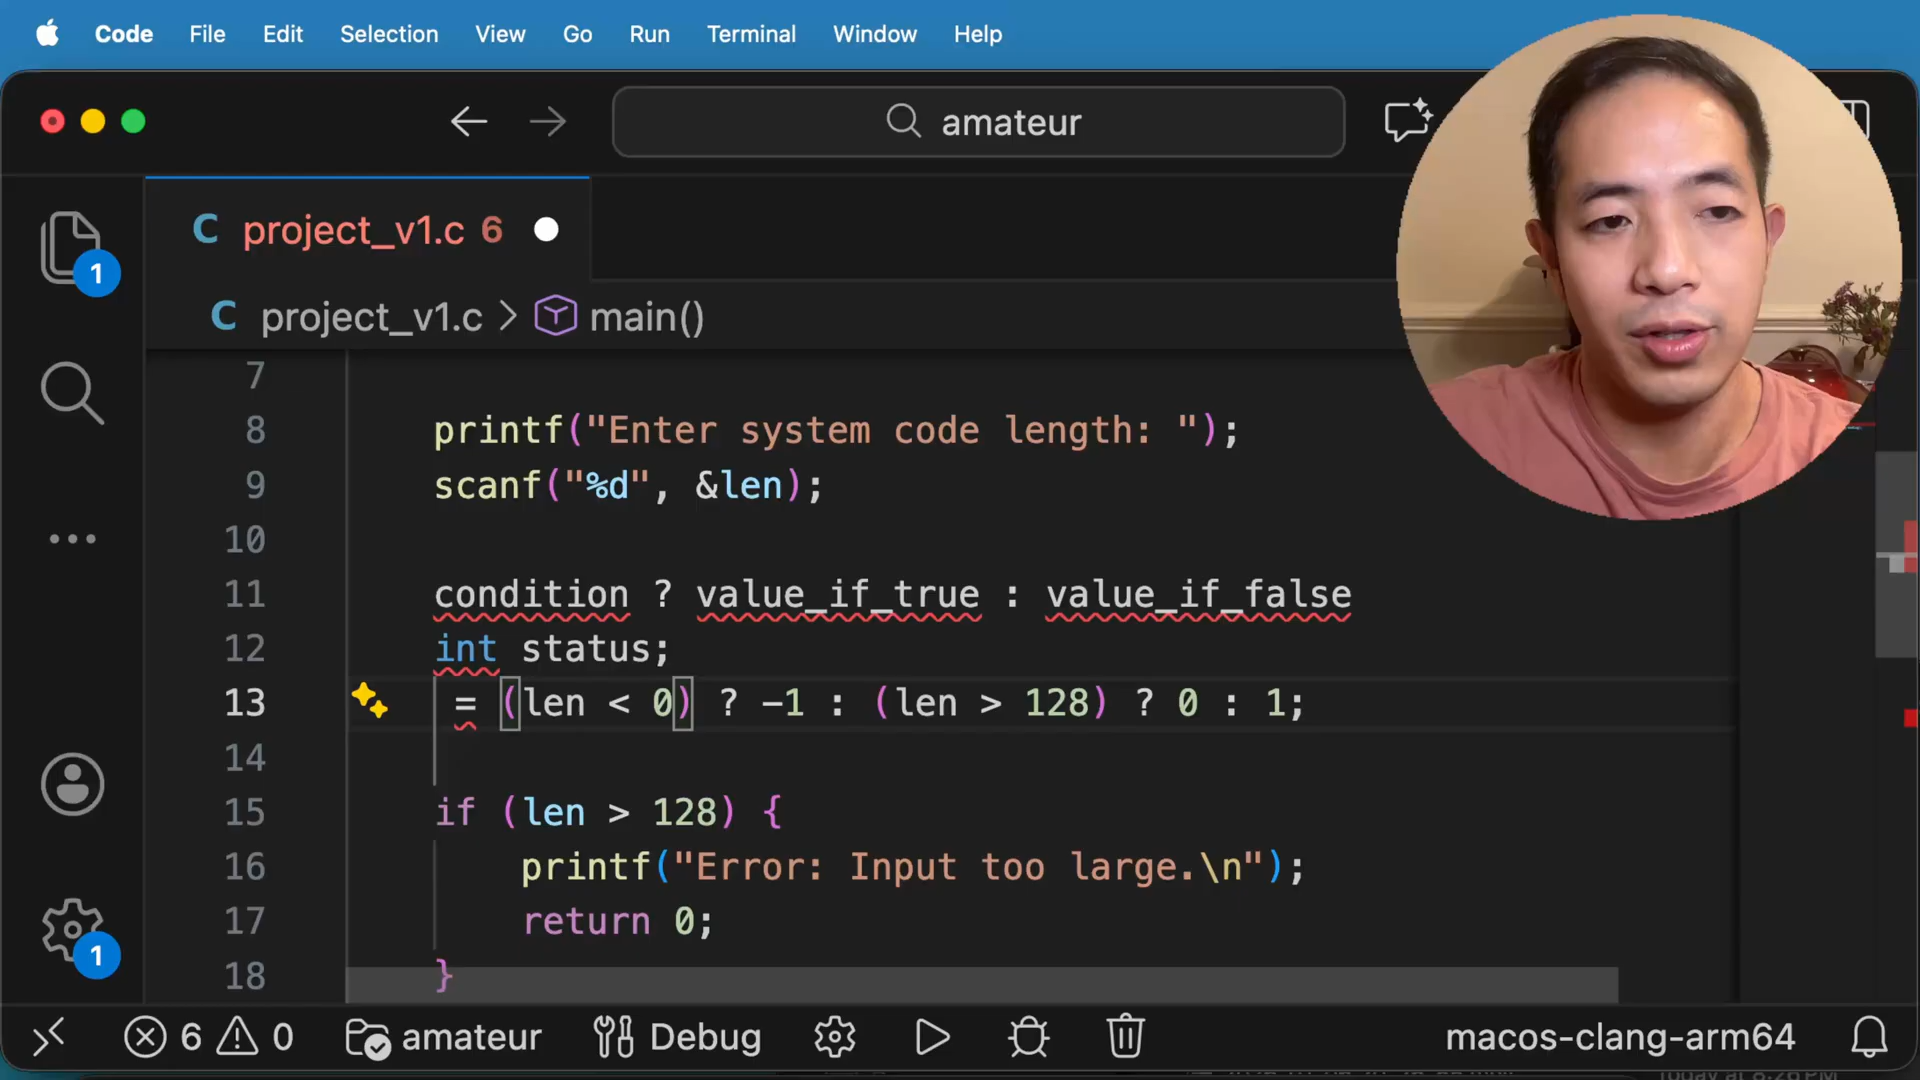 Code File Edit Selection View Go Run Terminal Window Help
amateur
C project_v1.c 6
1
C project_v1.c > main()
7
8 printf("Enter system code length: ");
9 scanf("%d", &len);
10
11 condition ? value_if_true : value_if_false
12 int status;
13 = (len < 0) ? -1 : (len > 128) ? 0 : 1;
14
15 if (len > 128) {
16 printf("Error: Input too large.\n");
17 return 0;
18 }
1
6 0 amateur Debug macos-clang-arm64